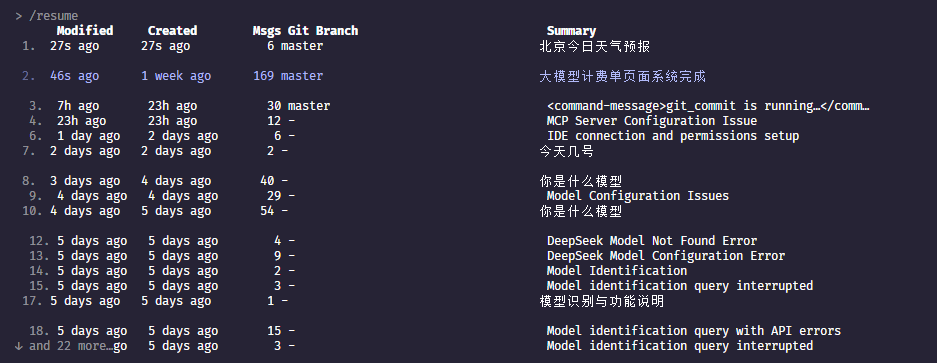 > /resume
Modified Created Msgs Git Branch Summary
1. 27s ago 27s ago 6 master 北京今日天气预报
2. 46s ago 1 week ago 169 master 大模型计费单页面系统完成
3. 7h ago 23h ago 30 master <command-message>git_commit is running…</comm…
4. 23h ago 23h ago 12 - MCP Server Configuration Issue
6. 1 day ago 2 days ago 6 - IDE connection and permissions setup
7. 2 days ago 2 days ago 2 - 今天几号
8. 3 days ago 4 days ago 40 - 你是什么模型
9. 4 days ago 4 days ago 29 - Model Configuration Issues
10. 4 days ago 5 days ago 54 - 你是什么模型
12. 5 days ago 5 days ago 4 - DeepSeek Model Not Found Error
13. 5 days ago 5 days ago 9 - DeepSeek Model Configuration Error
14. 5 days ago 5 days ago 2 - Model Identification
15. 5 days ago 5 days ago 3 - Model identification query interrupted
17. 5 days ago 5 days ago 1 - 模型识别与功能说明
18. 5 days ago 5 days ago 15 - Model identification query with API errors
↓ and 22 more…go 5 days ago 3 - Model identification query interrupted